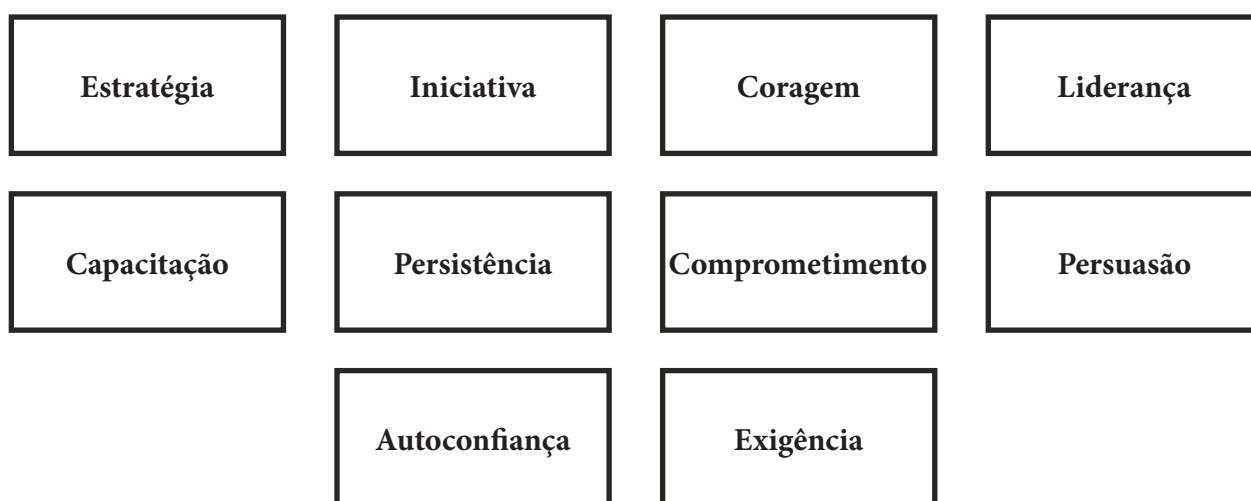 Estratégia
Iniciativa
Coragem
Liderança
Capacitação
Persistência
Comprometimento
Persuasão
Autoconfiança
Exigência